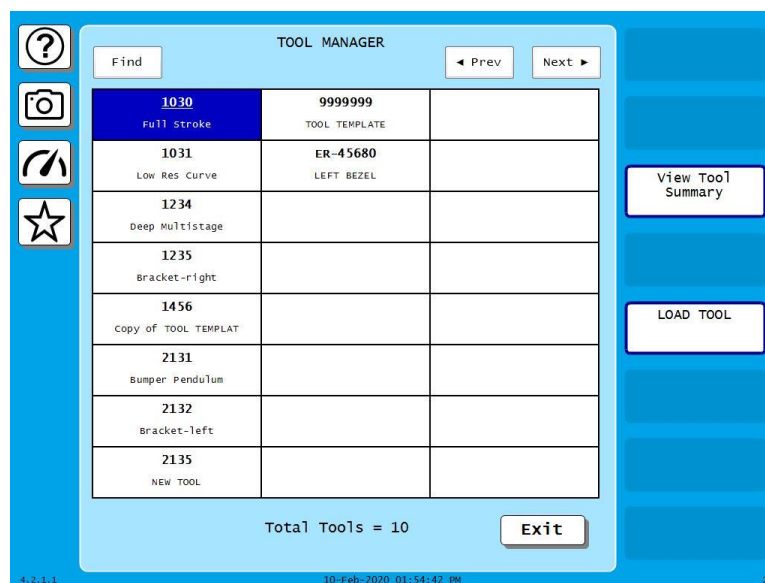 TOOL MANAGER
Find
◄ Prev
Next ►
1030
Full Stroke
9999999
TOOL TEMPLATE
1031
Low Res Curve
ER-45680
LEFT BEZEL
1234
Deep Multistage
1235
Bracket-right
1456
Copy of TOOL TEMPLAT
2131
Bumper Pendulum
2132
Bracket-left
2135
NEW TOOL
View Tool
Summary
LOAD TOOL
Total Tools = 10
Exit
4.2.1.1
10-Feb-2020 01:54:42 PM